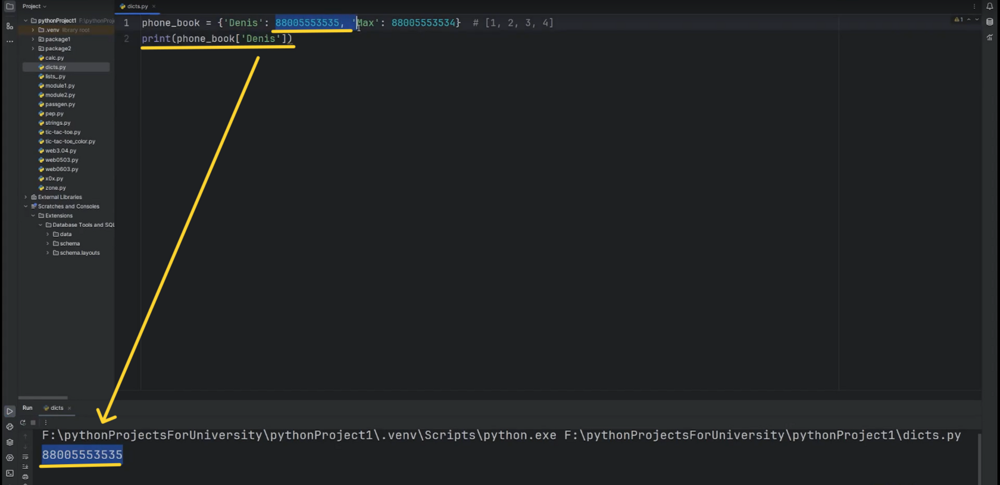 Project
dicts.py
pythonProject1 F:\pythonProj
.venv library root
package1
package2
calc.py
dicts.py
lists_.py
module1.py
module2.py
passgen.py
pep.py
strings.py
tic-tac-toe.py
tic-tac-toe_color.py
web3.04.py
web0503.py
web0603.py
x0x.py
zone.py
External Libraries
Scratches and Consoles
Extensions
Database Tools and SQL
data
schema
schema.layouts
1 phone_book = {'Denis': 88005553535, 'Max': 88005553534} # [1, 2, 3, 4]
2 print(phone_book['Denis'])
1
Run dicts
F:\pythonProjectsForUniversity\pythonProject1\.venv\Scripts\python.exe F:\pythonProjectsForUniversity\pythonProject1\dicts.py
88005553535